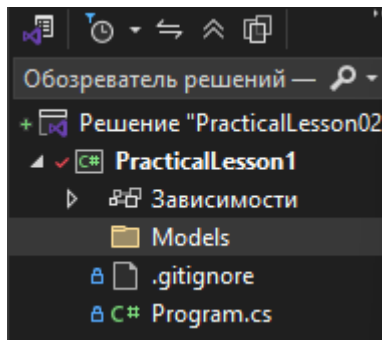 Обозреватель решений —
Решение "PracticalLesson02
C# PracticalLesson1
Зависимости
Models
.gitignore
C# Program.cs